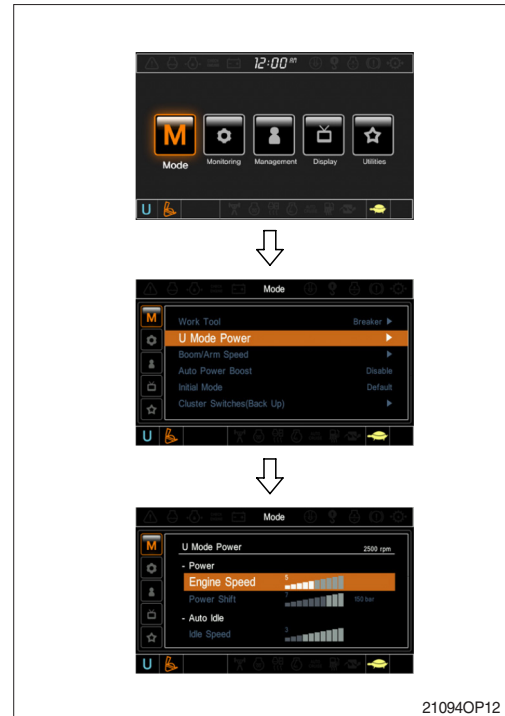 12:00 AM
M
Mode
Monitoring
Management
Display
Utilities
U
Mode
M
Work Tool Breaker ▶
U Mode Power ▶
Boom/Arm Speed ▶
Auto Power Boost Disable
Initial Mode Default
Cluster Switches(Back Up) ▶
U
Mode
M
U Mode Power 2500 rpm
- Power
Engine Speed 5
Power Shift 7 150 bar
- Auto Idle
Idle Speed 3
U
21094OP12